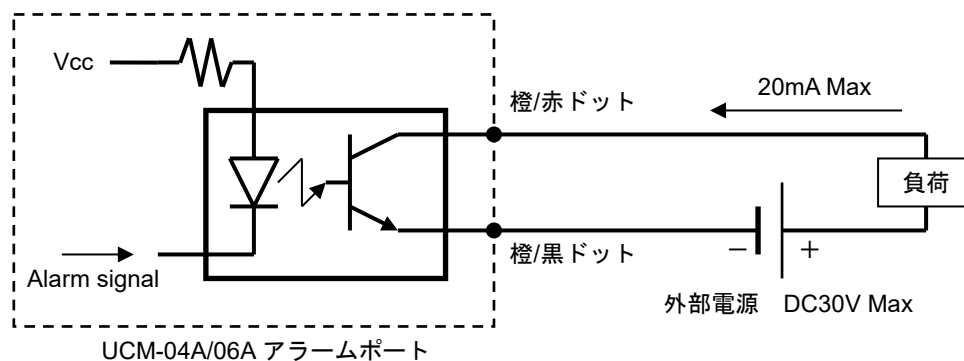 Vcc
20mA Max
橙/赤ドット
負荷
橙/黒ドット
－ ＋
Alarm signal
外部電源 DC30V Max
UCM-04A/06A アラームポート